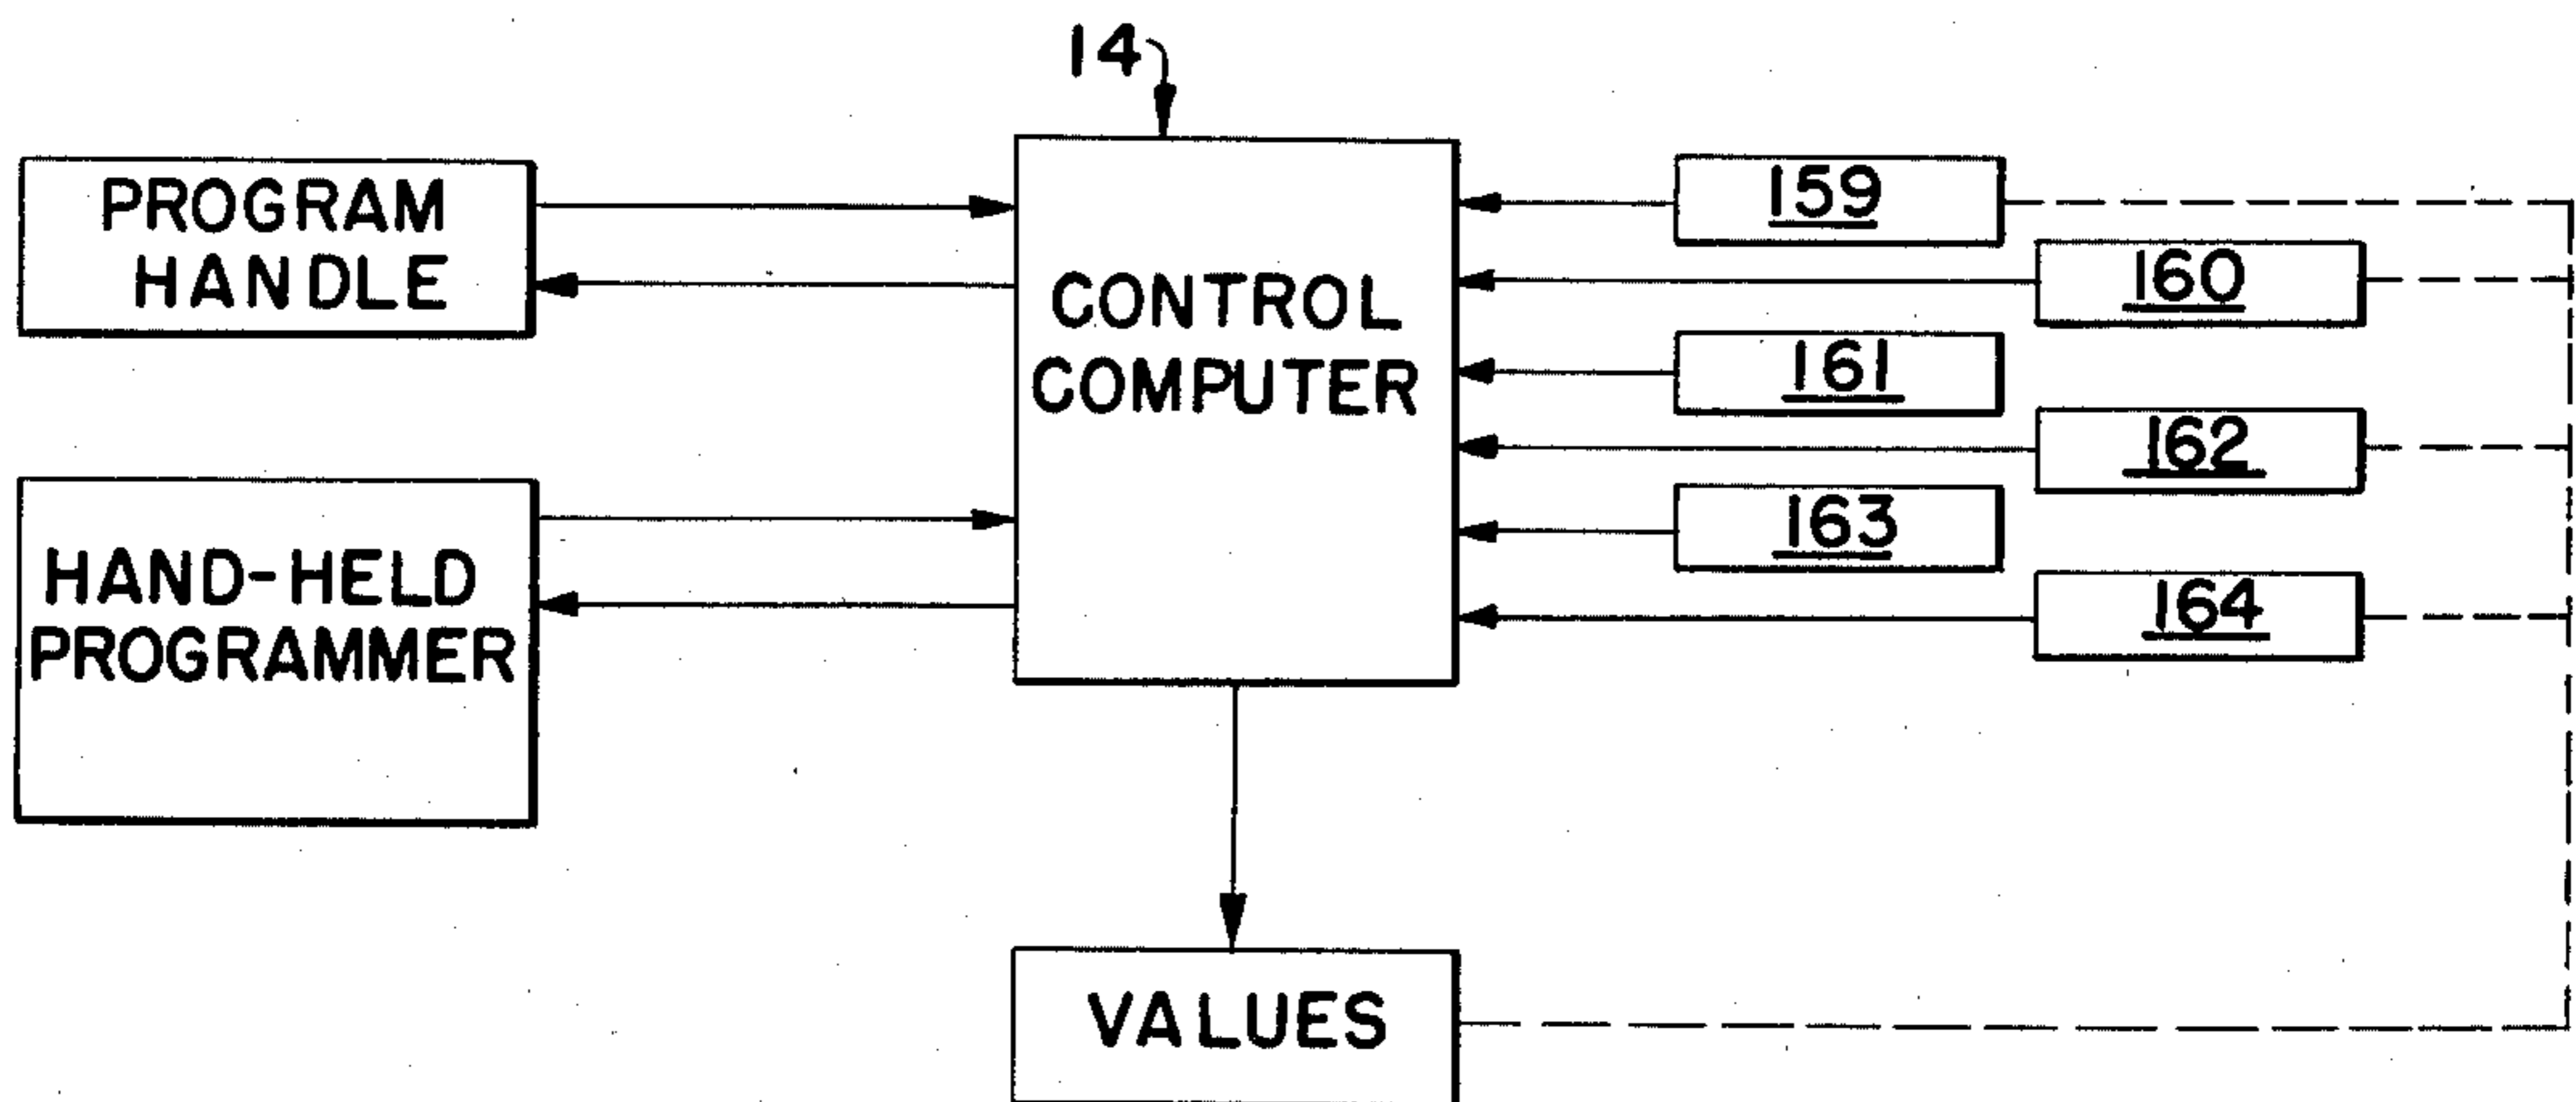 14
PROGRAM
HANDLE
CONTROL
COMPUTER
159
160
161
162
163
164
HAND-HELD
PROGRAMMER
VALUES